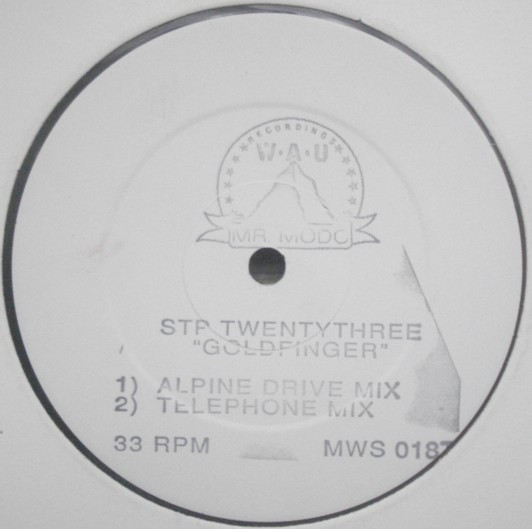 RECORDINGS
W·A·U
MR. MODO
STP TWENTYTHREE
"GOLDFINGER"
1) ALPINE DRIVE MIX
2) TELEPHONE MIX
33 RPM MWS 0187